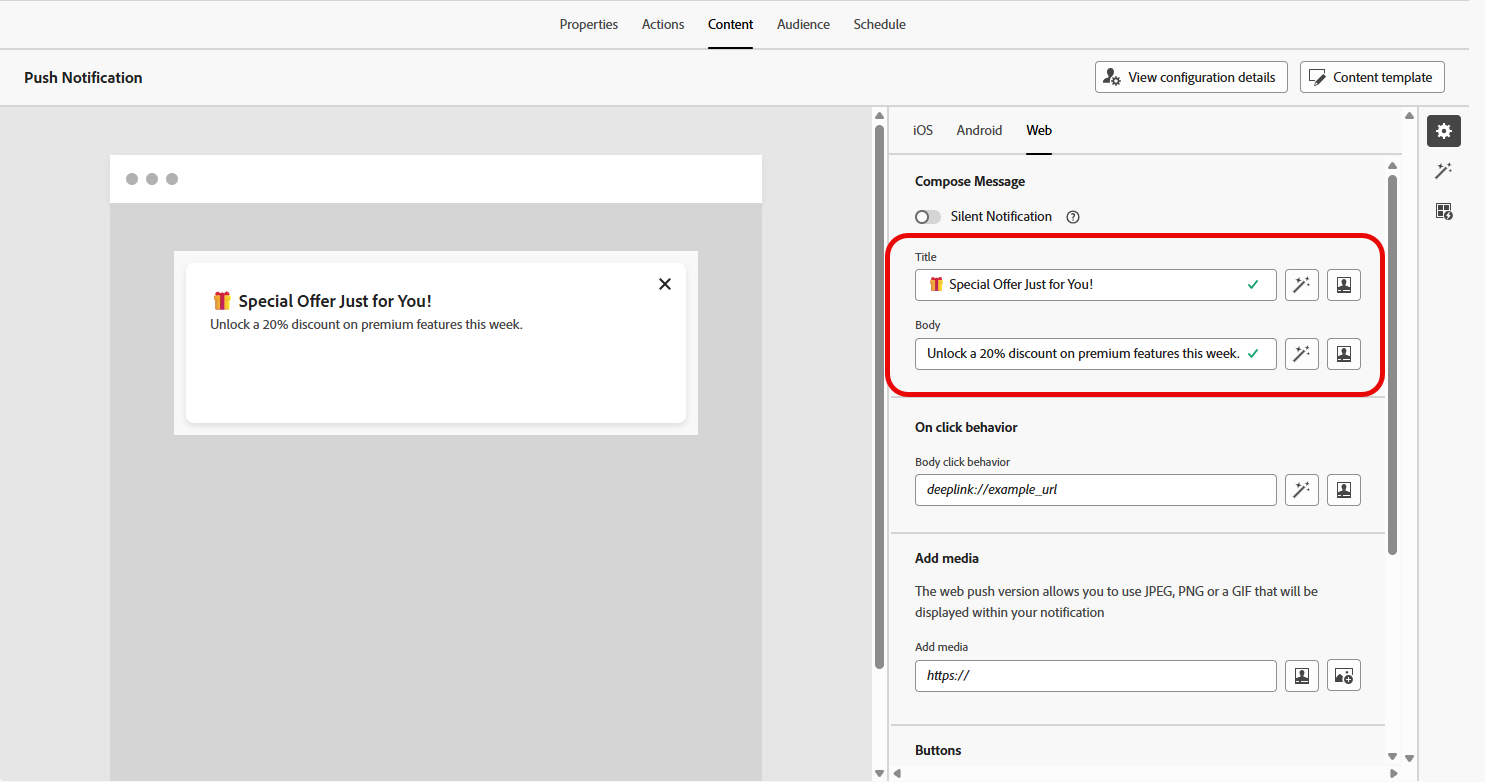 Properties Actions Content Audience Schedule
Push Notification
View configuration details
Content template
🎁 Special Offer Just for You!
Unlock a 20% discount on premium features this week.
iOS Android Web
Compose Message
Silent Notification
Title
🎁 Special Offer Just for You!
Body
Unlock a 20% discount on premium features this week.
On click behavior
Body click behavior
deeplink://example_url
Add media
The web push version allows you to use JPEG, PNG or a GIF that will be
displayed within your notification
Add media
https://
Buttons